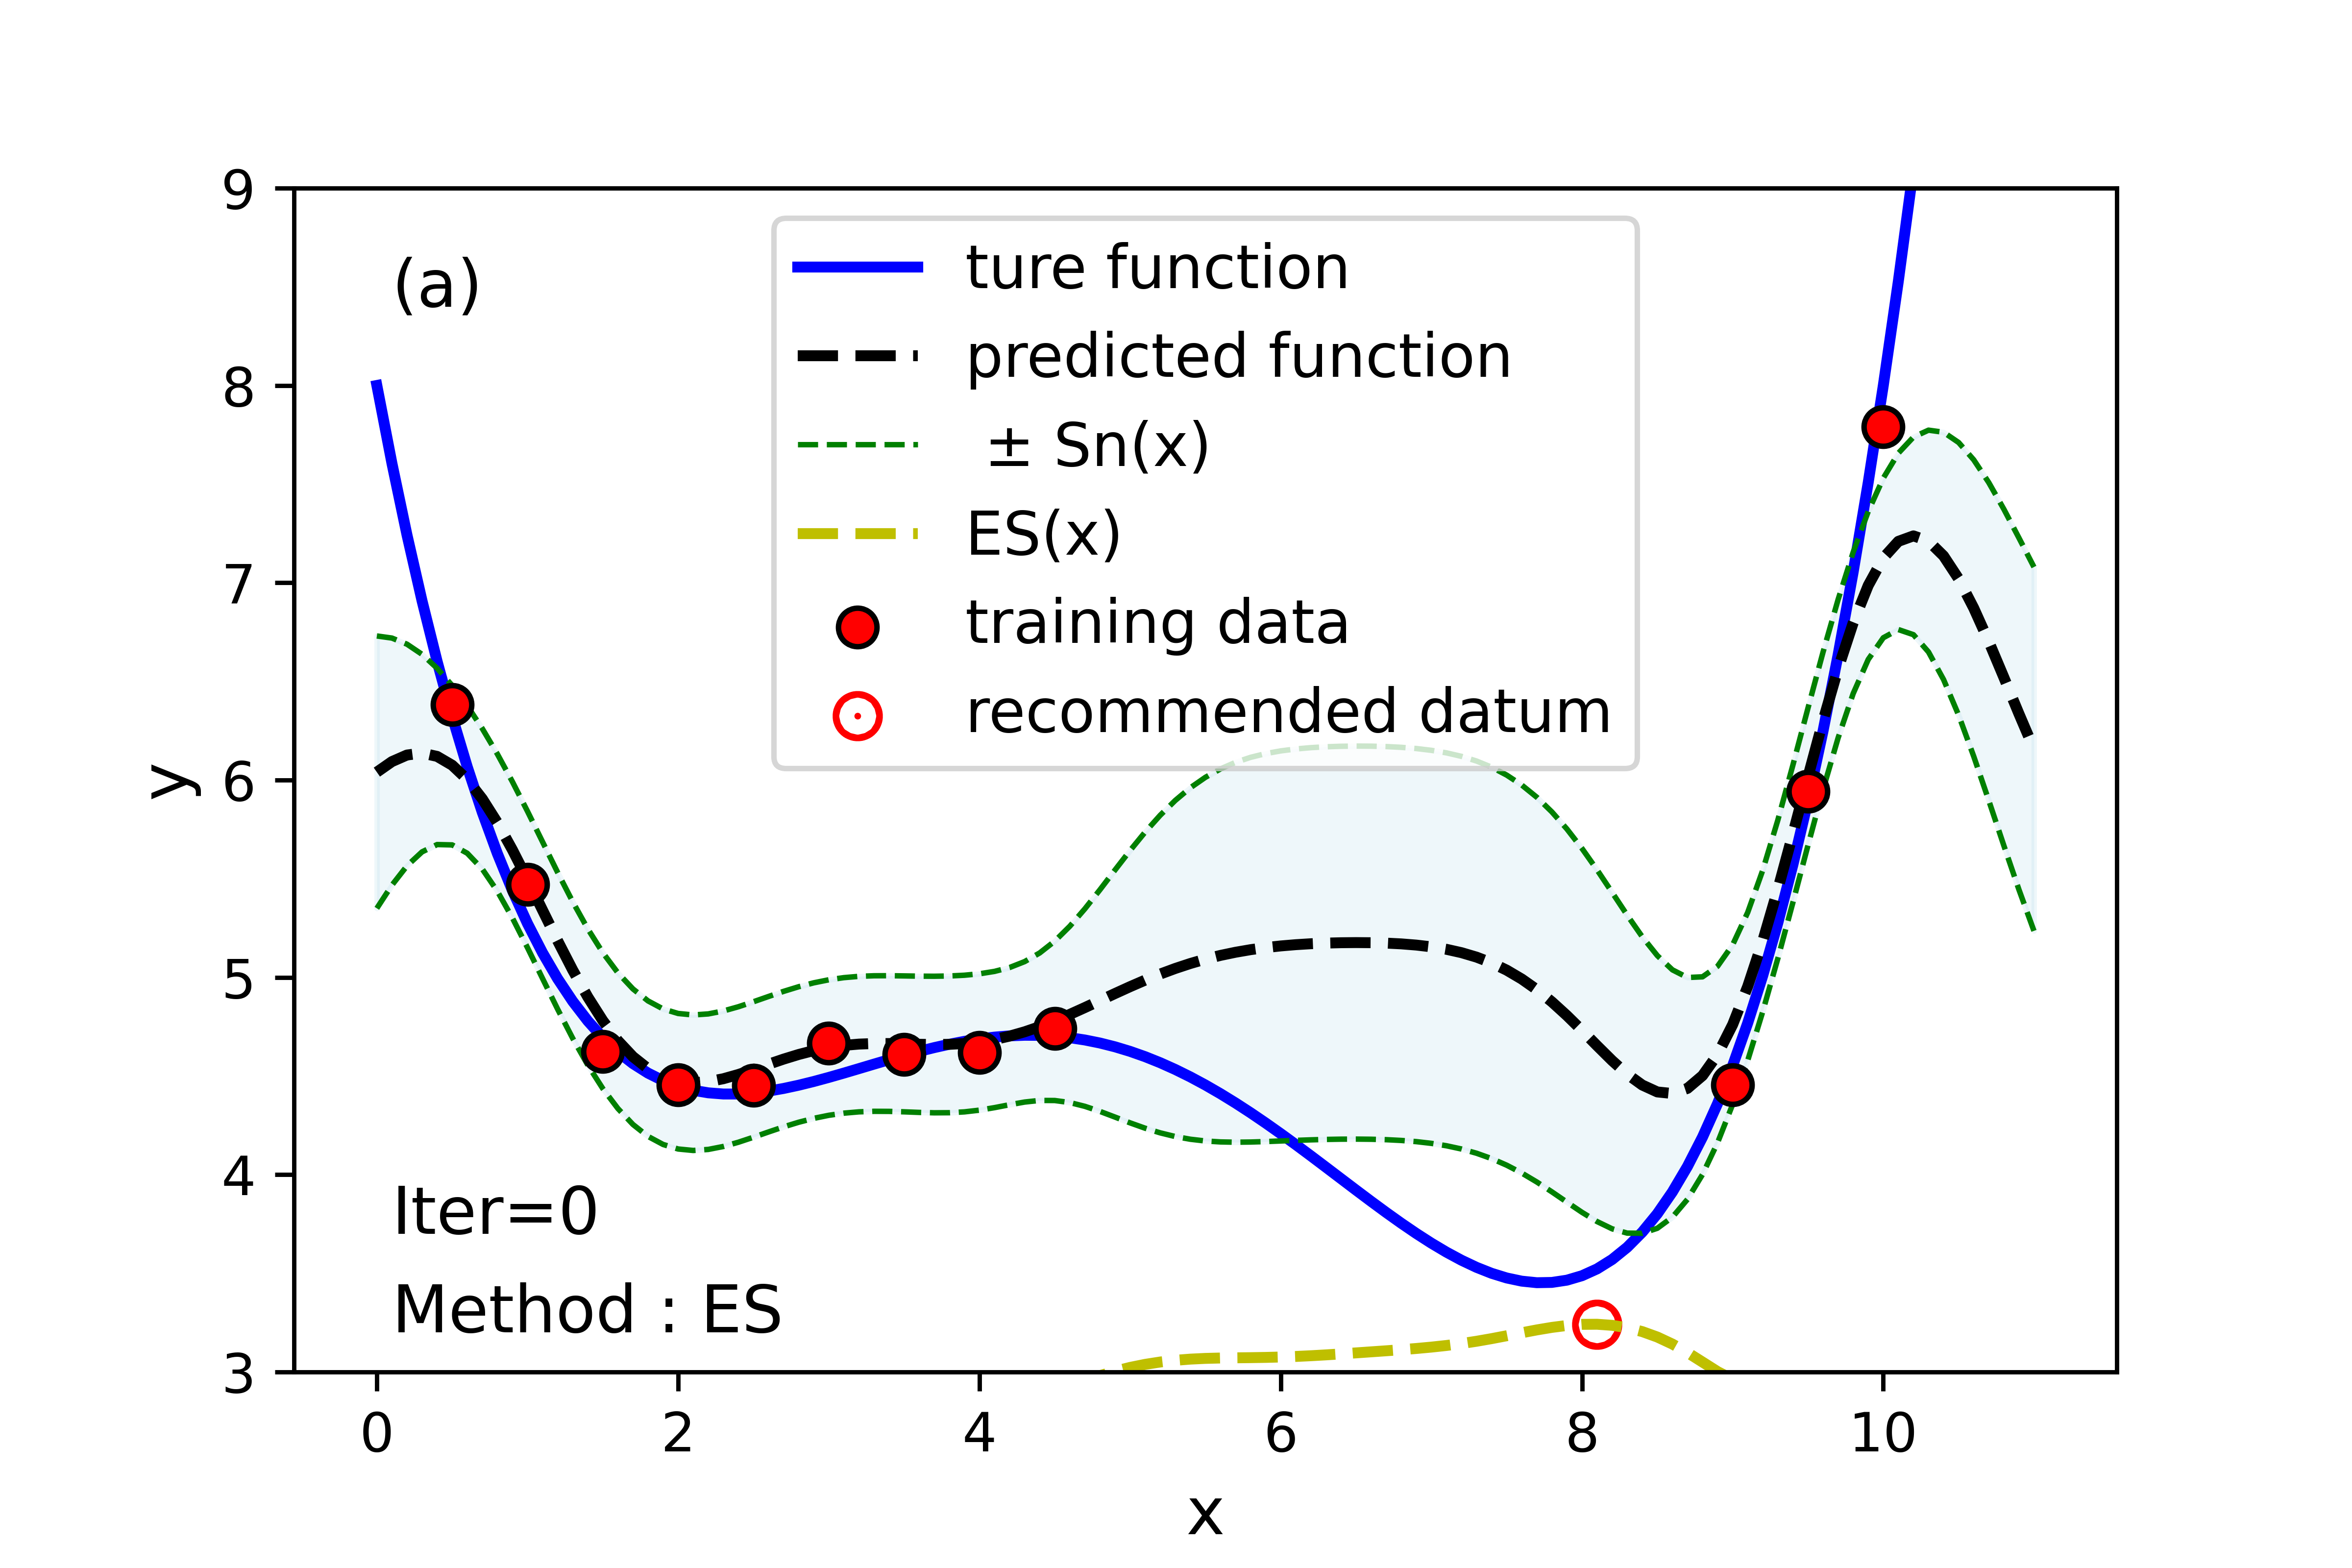 (a)
ture function
predicted function
± Sn(x)
ES(x)
training data
recommended datum
Iter=0
Method : ES
y
9
8
7
6
5
4
3
0 2 4 6 8 10
x